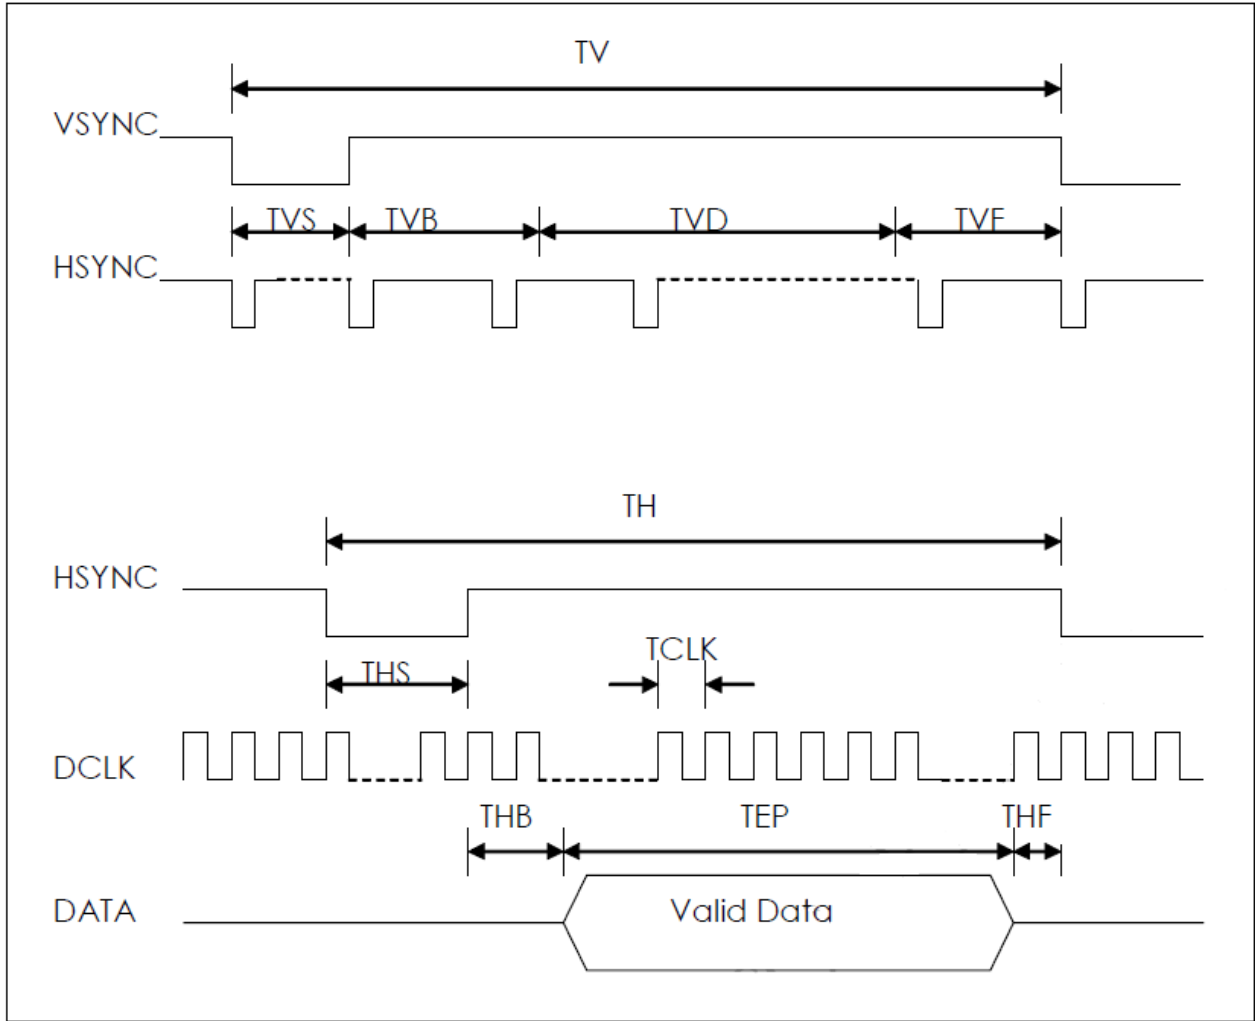 TV
VSYNC
TVS TVB TVD TVF
HSYNC
TH
HSYNC
TCLK
THS
DCLK
THB TEP THF
DATA Valid Data